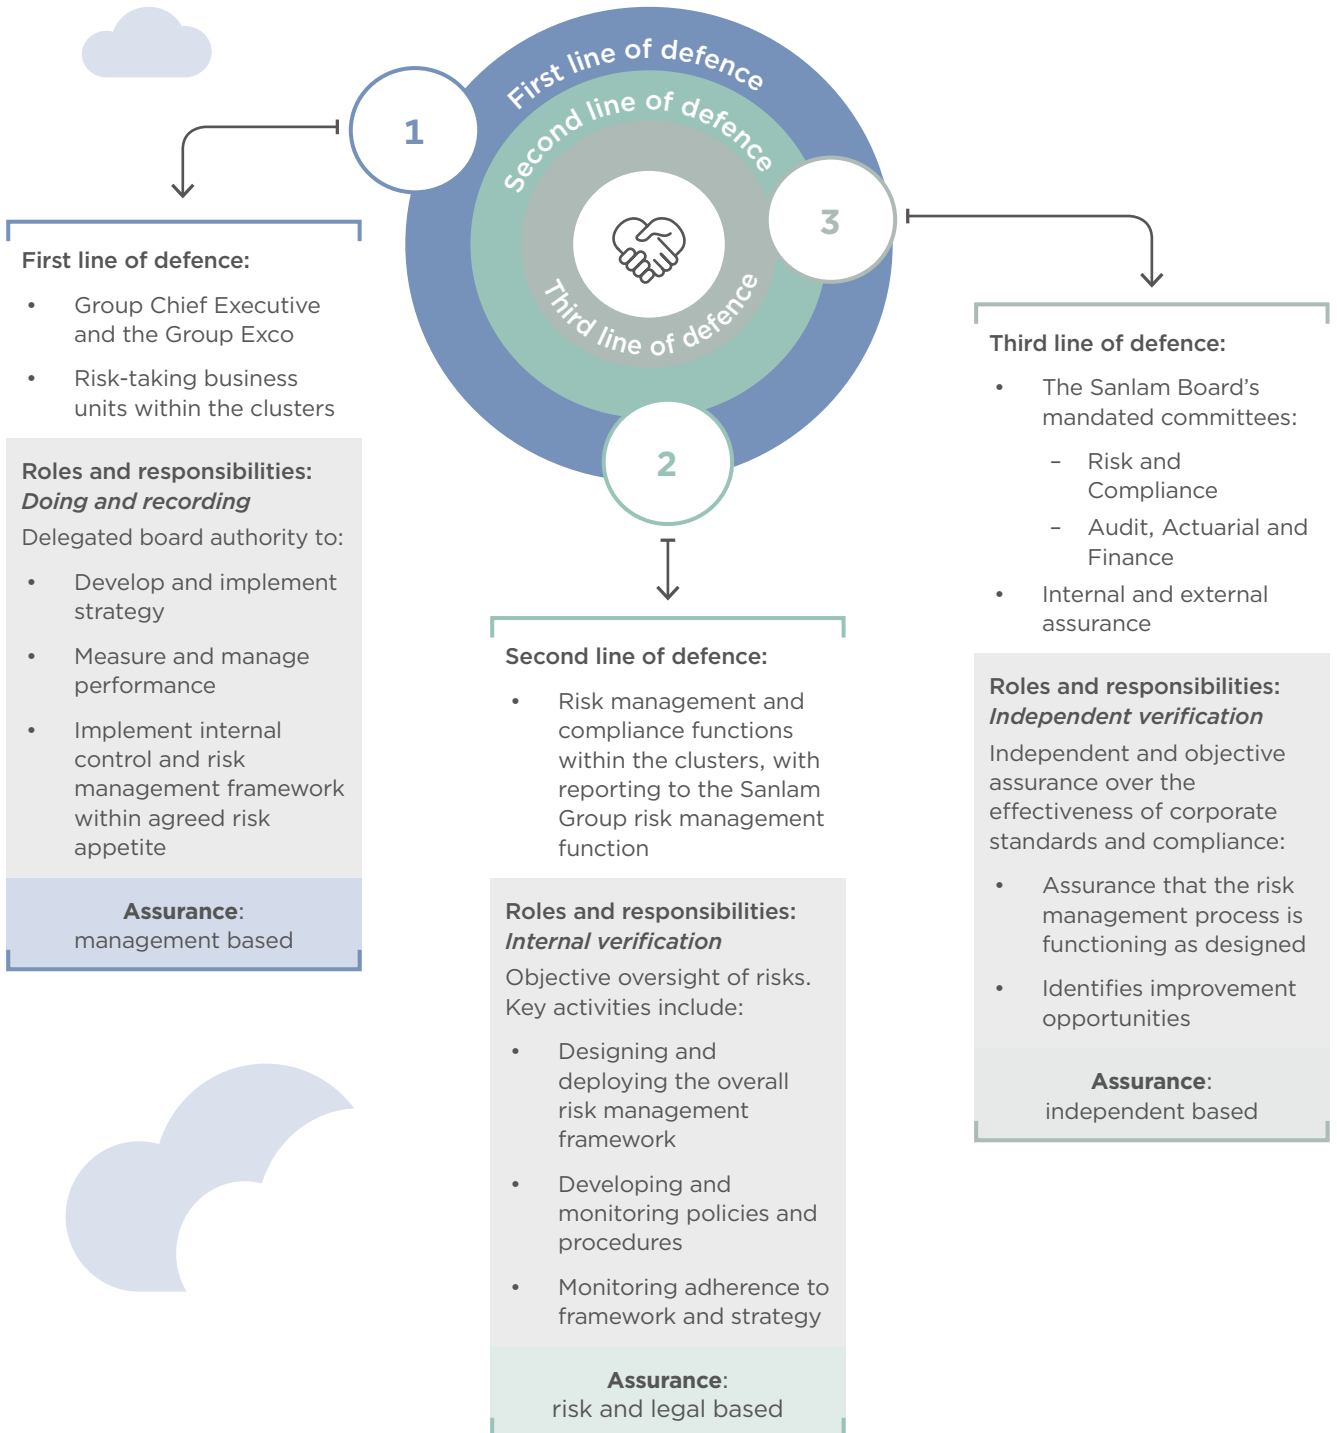 First line of defence
Second line of defence
Third line of defence
1
2
3
First line of defence:
• Group Chief Executive
and the Group Exco
• Risk-taking business
units within the clusters
Roles and responsibilities:
Doing and recording
Delegated board authority to:
• Develop and implement
strategy
• Measure and manage
performance
• Implement internal
control and risk
management framework
within agreed risk
appetite
Assurance:
management based
Second line of defence:
• Risk management and
compliance functions
within the clusters, with
reporting to the Sanlam
Group risk management
function
Roles and responsibilities:
Internal verification
Objective oversight of risks.
Key activities include:
• Designing and
deploying the overall
risk management
framework
• Developing and
monitoring policies and
procedures
• Monitoring adherence to
framework and strategy
Assurance:
risk and legal based
Third line of defence:
• The Sanlam Board’s
mandated committees:
– Risk and
Compliance
– Audit, Actuarial and
Finance
• Internal and external
assurance
Roles and responsibilities:
Independent verification
Independent and objective
assurance over the
effectiveness of corporate
standards and compliance:
• Assurance that the risk
management process is
functioning as designed
• Identifies improvement
opportunities
Assurance:
independent based